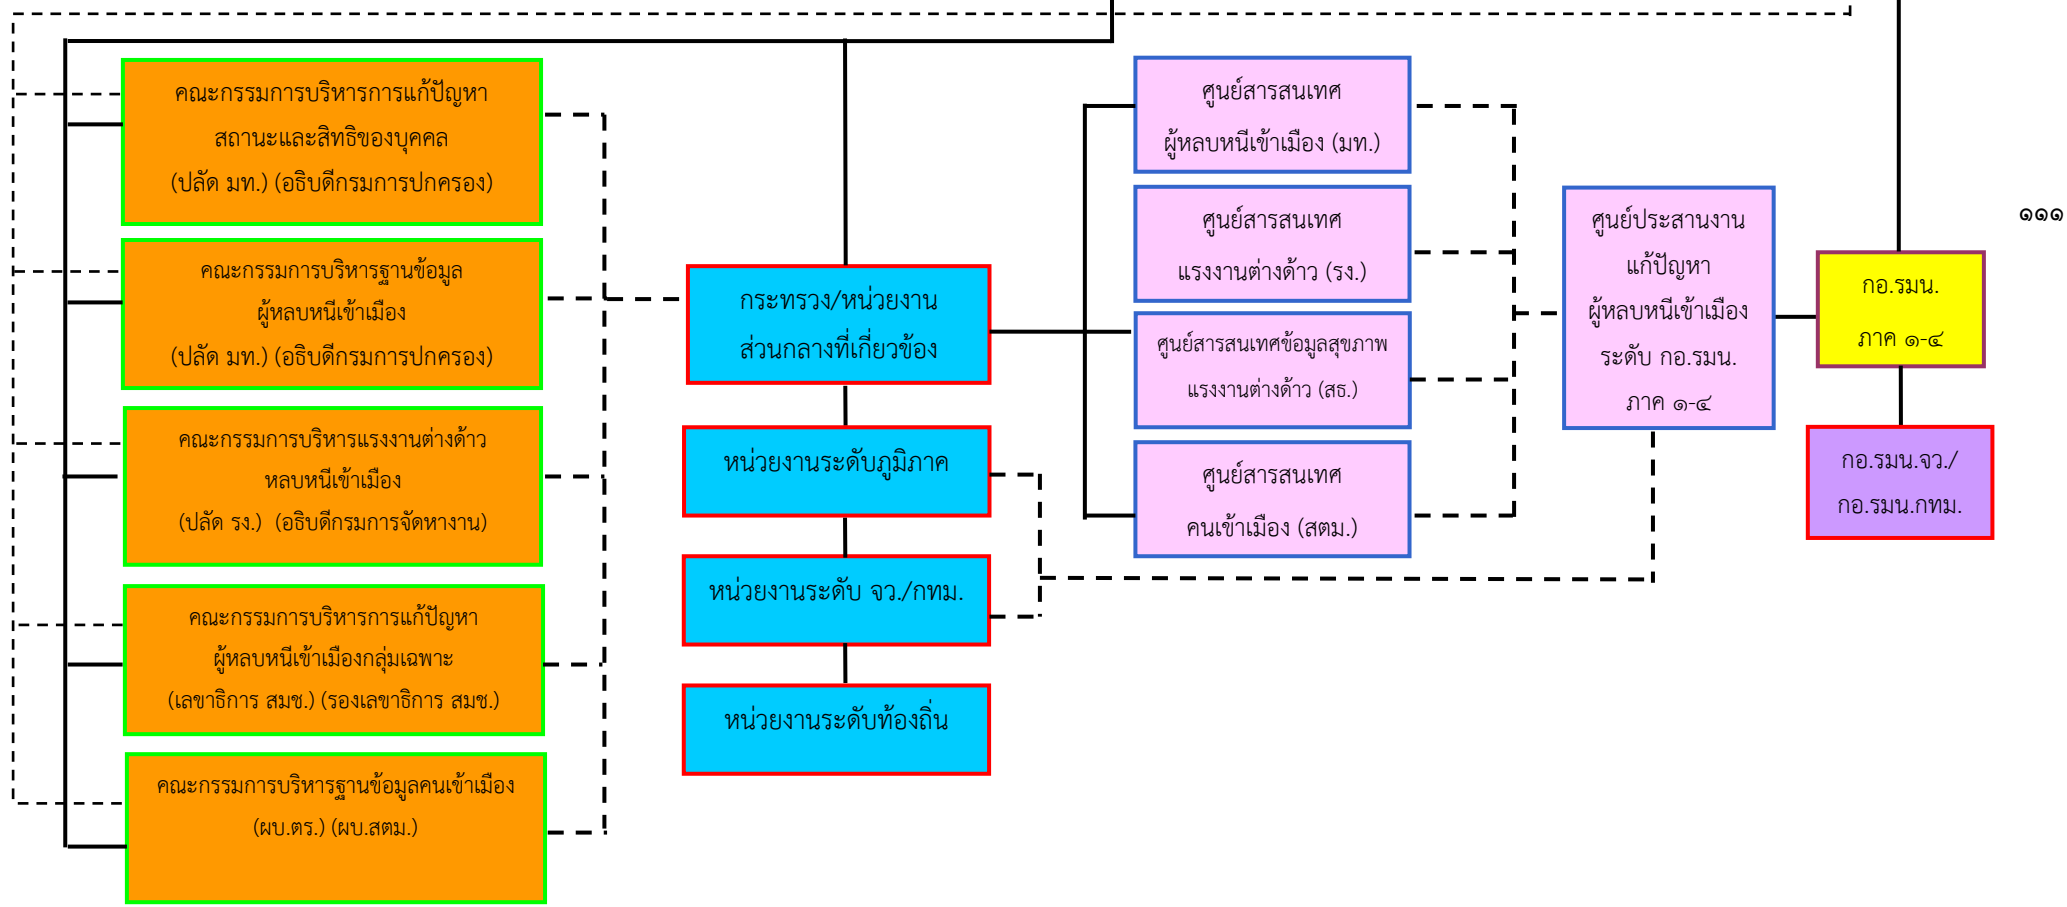 คณะกรรมการบริหารการแก้ปัญหา
สถานะและสิทธิของบุคคล
(ปลัด มท.) (อธิบดีกรมการปกครอง)
คณะกรรมการบริหารฐานข้อมูล
ผู้หลบหนีเข้าเมือง
(ปลัด มท.) (อธิบดีกรมการปกครอง)
คณะกรรมการบริหารแรงงานต่างด้าว
หลบหนีเข้าเมือง
(ปลัด รง.) (อธิบดีกรมการจัดหางาน)
คณะกรรมการบริหารการแก้ปัญหา
ผู้หลบหนีเข้าเมืองกลุ่มเฉพาะ
(เลขาธิการ สมช.) (รองเลขาธิการ สมช.)
คณะกรรมการบริหารฐานข้อมูลคนเข้าเมือง
(ผบ.ตร.) (ผบ.สตม.)
กระทรวง/หน่วยงาน
ส่วนกลางที่เกี่ยวข้อง
หน่วยงานระดับภูมิภาค
หน่วยงานระดับ จว./กทม.
หน่วยงานระดับท้องถิ่น
ศูนย์สารสนเทศ
ผู้หลบหนีเข้าเมือง (มท.)
ศูนย์สารสนเทศ
แรงงานต่างด้าว (รง.)
ศูนย์สารสนเทศข้อมูลสุขภาพ
แรงงานต่างด้าว (สธ.)
ศูนย์สารสนเทศ
คนเข้าเมือง (สตม.)
ศูนย์ประสานงาน
แก้ปัญหา
ผู้หลบหนีเข้าเมือง
ระดับ กอ.รมน.
ภาค ๑-๔
กอ.รมน.
ภาค ๑-๔
กอ.รมน.จว./
กอ.รมน.กทม.
๑๑๑